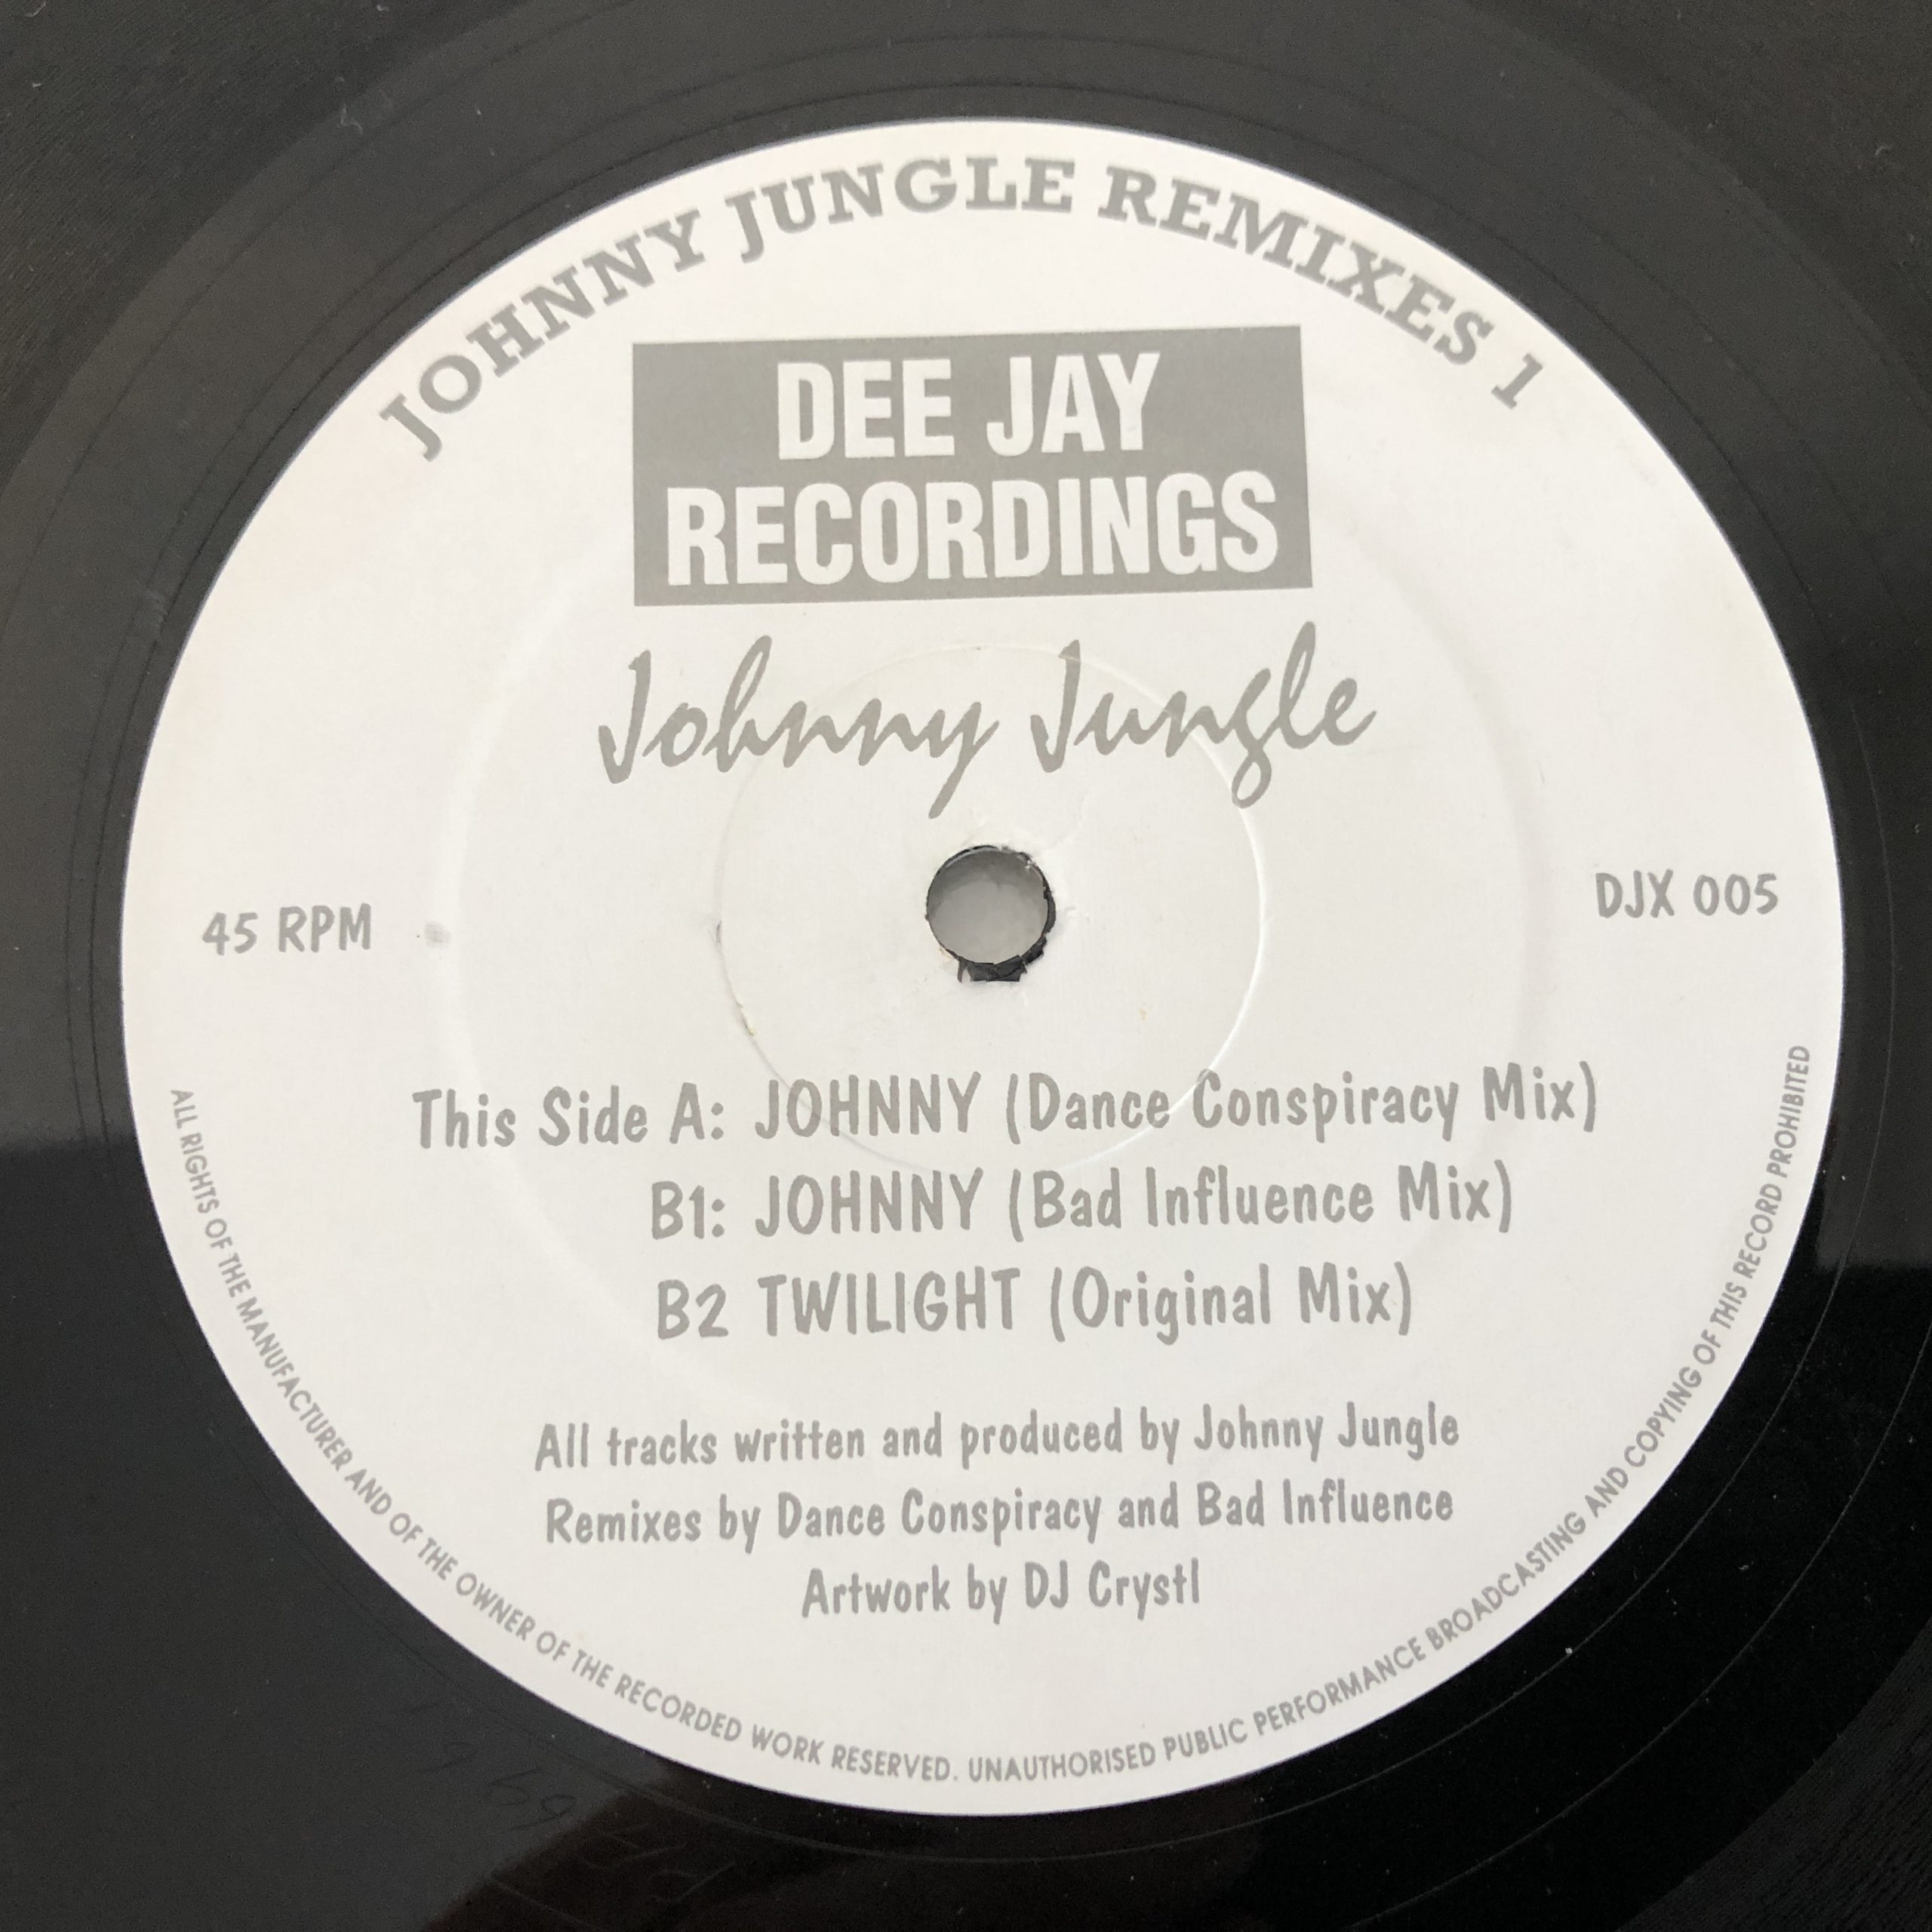 JOHNNY JUNGLE REMIXES 1
DEE JAY
RECORDINGS
Johnny Jungle
45 RPM
DJX 005
This Side A: JOHNNY (Dance Conspiracy Mix)
B1: JOHNNY (Bad Influence Mix)
B2 TWILIGHT (Original Mix)
All tracks written and produced by Johnny Jungle
Remixes by Dance Conspiracy and Bad Influence
Artwork by DJ Crystl
ALL RIGHTS OF THE MANUFACTURER AND OF THE OWNER OF THE RECORDED WORK RESERVED. UNAUTHORISED PUBLIC PERFORMANCE BROADCASTING AND COPYING OF THIS RECORD PROHIBITED